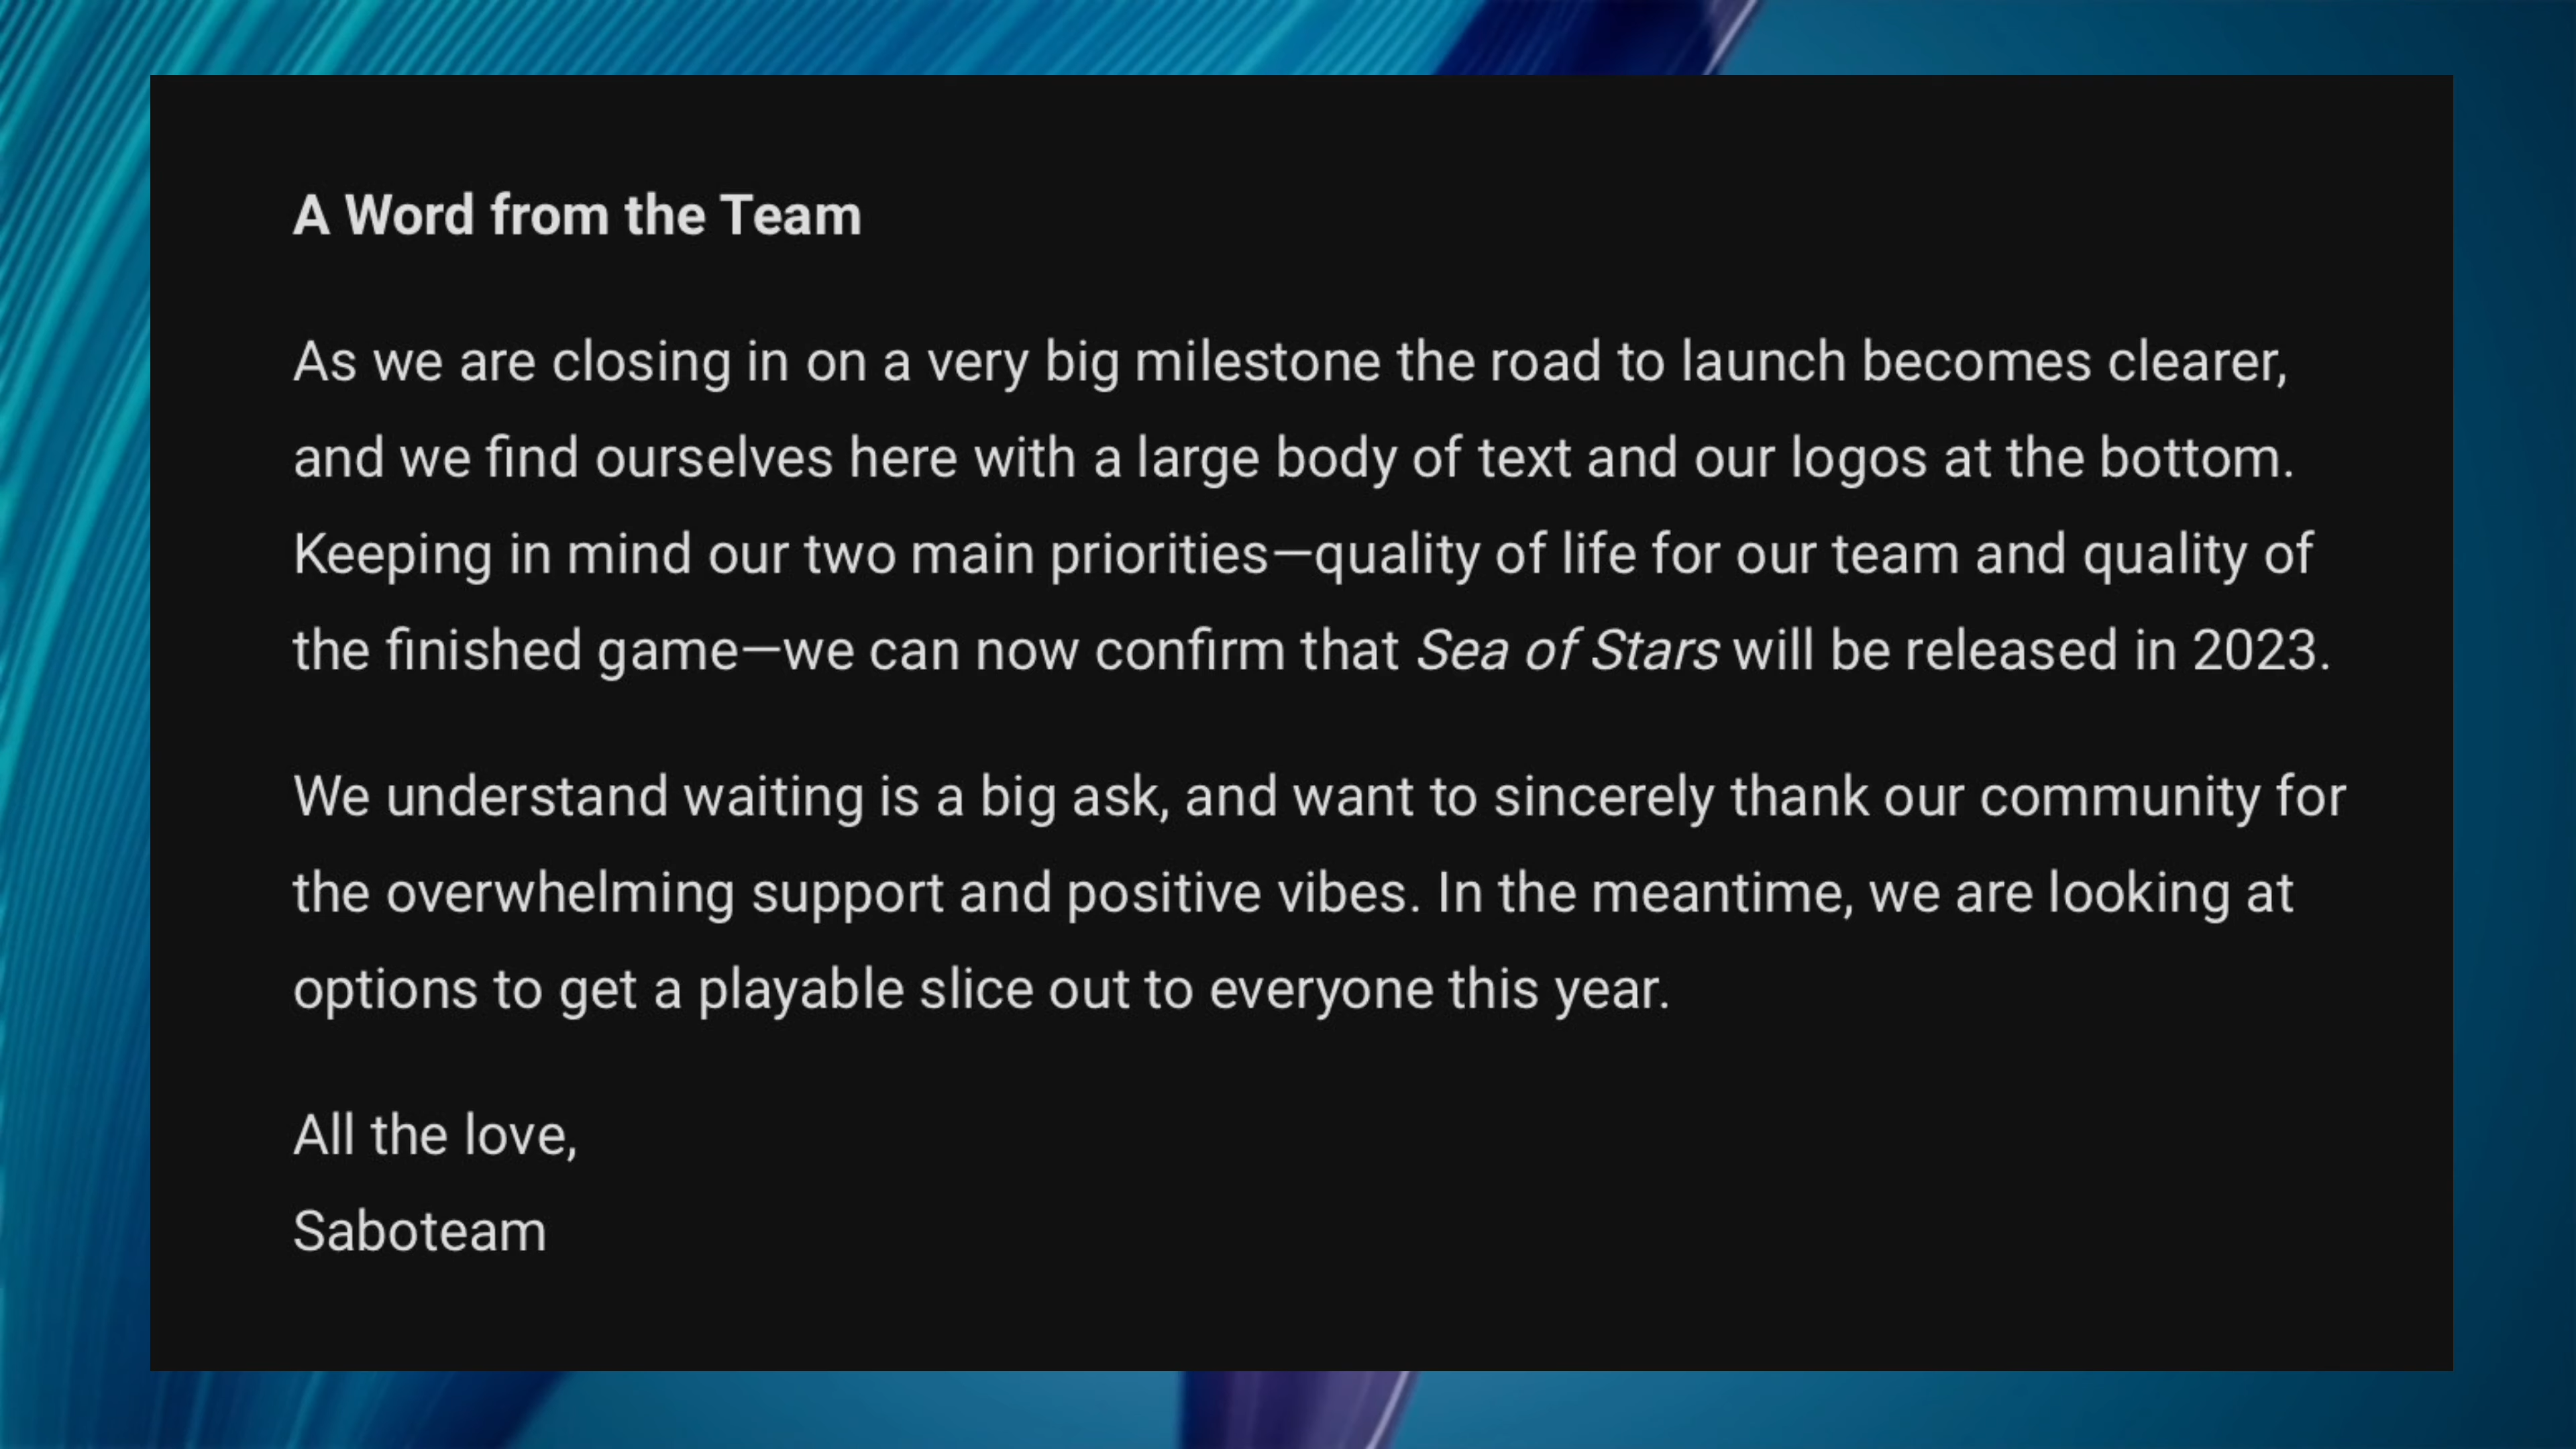 A Word from the Team
As we are closing in on a very big milestone the road to launch becomes clearer,
and we find ourselves here with a large body of text and our logos at the bottom.
Keeping in mind our two main priorities—quality of life for our team and quality of
the finished game—we can now confirm that Sea of Stars will be released in 2023.
We understand waiting is a big ask, and want to sincerely thank our community for
the overwhelming support and positive vibes. In the meantime, we are looking at
options to get a playable slice out to everyone this year.
All the love,
Saboteam